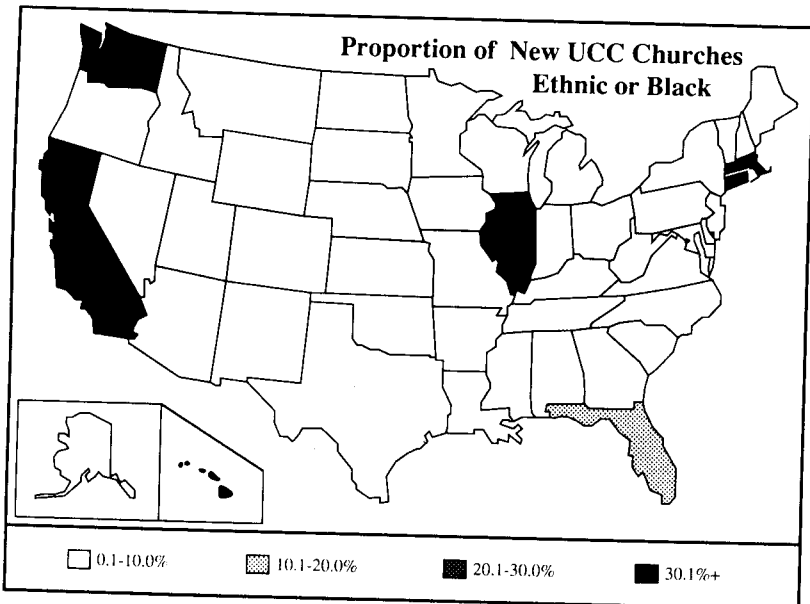 Proportion of New UCC Churches
Ethnic or Black
0.1-10.0%
10.1-20.0%
20.1-30.0%
30.1%+